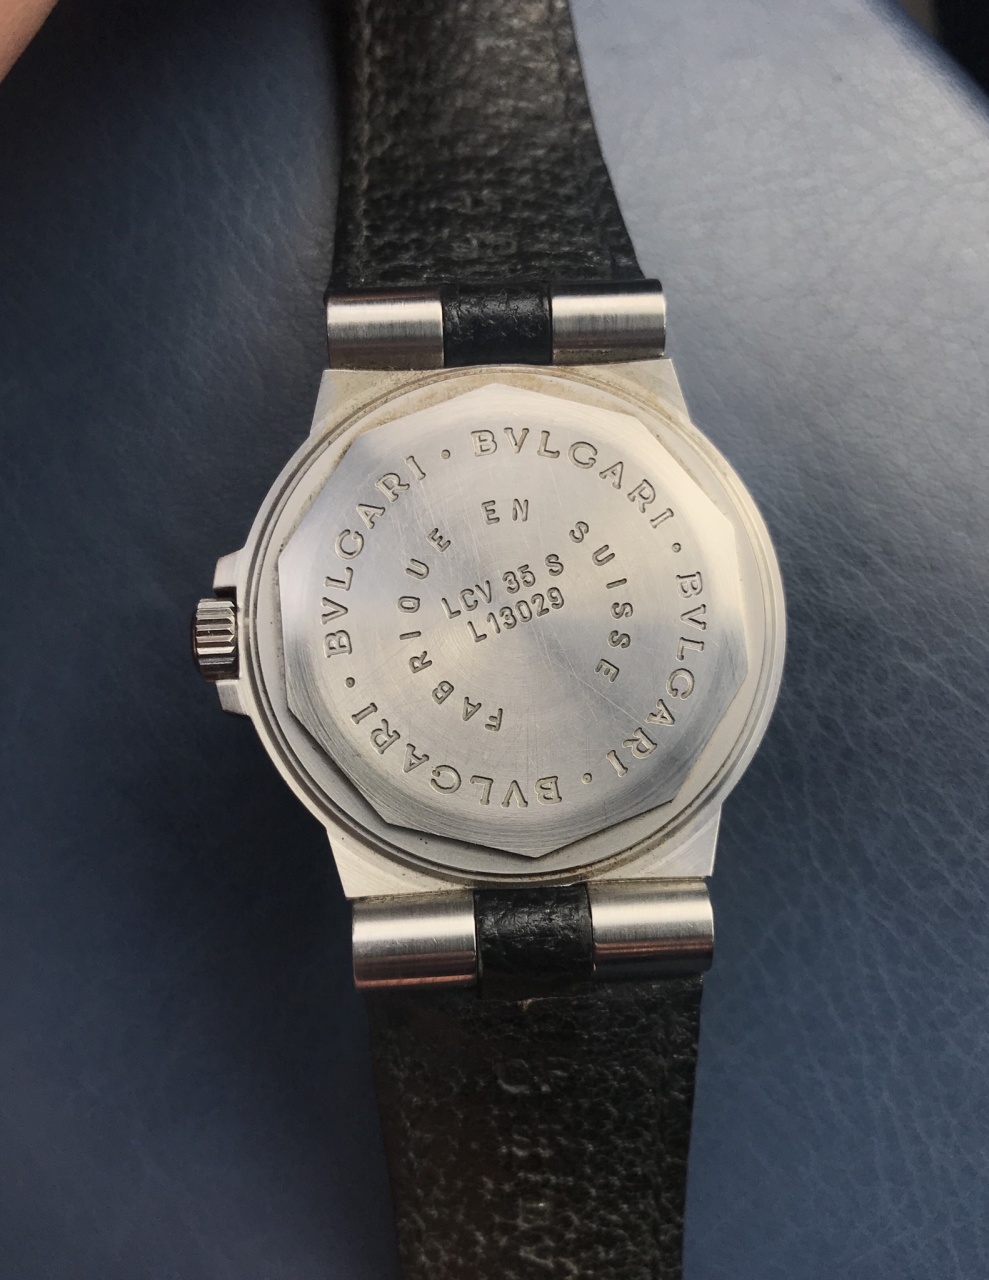 BVLGARI • BVLGARI • BVLGARI • BVLGARI • BVLGARI •
FABRIQUE EN SUISSE
LCV 35 S
L13029